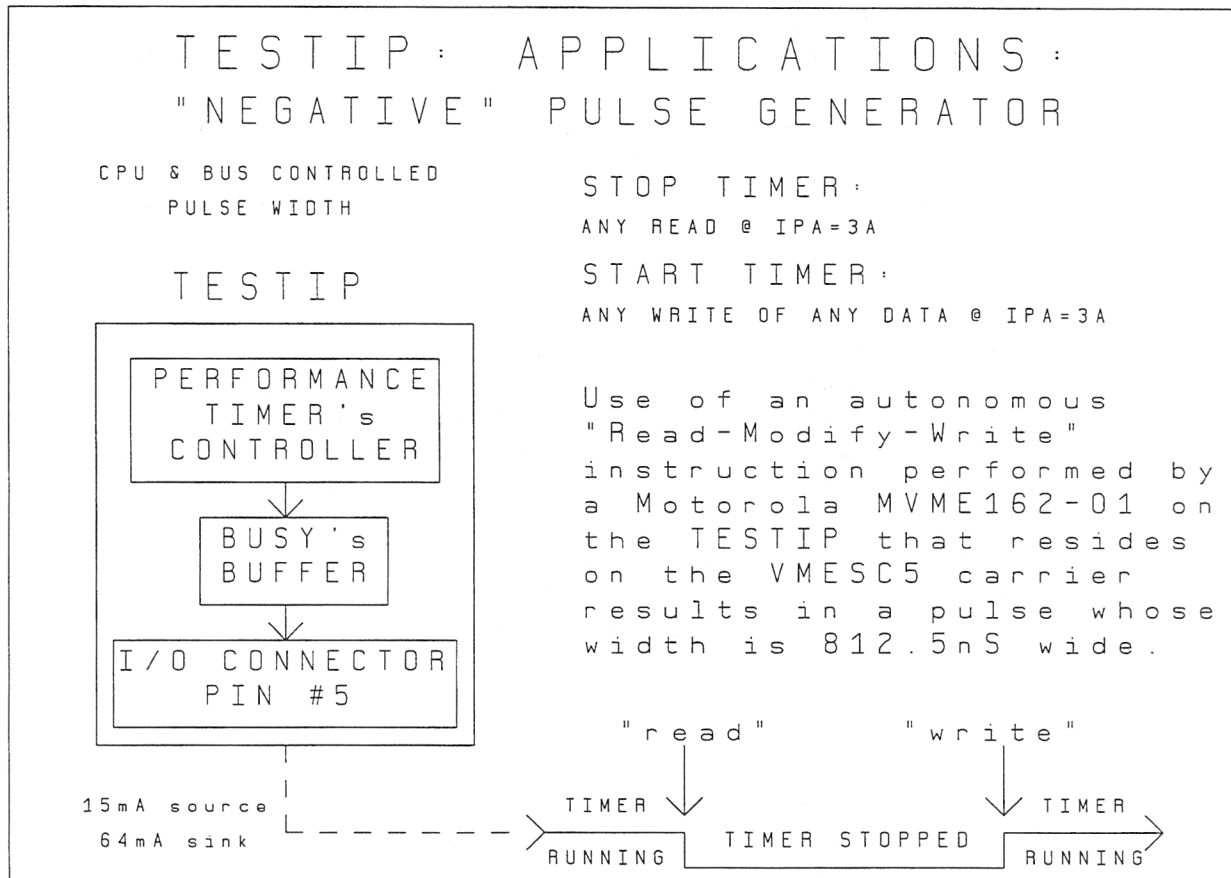 TESTIP: APPLICATIONS:
"NEGATIVE" PULSE GENERATOR
CPU & BUS CONTROLLED
PULSE WIDTH
TESTIP
PERFORMANCE
TIMER's
CONTROLLER
BUSY's
BUFFER
I/O CONNECTOR
PIN #5
15mA source
64mA sink
STOP TIMER:
ANY READ @ IPA=3A
START TIMER:
ANY WRITE OF ANY DATA @ IPA=3A
Use of an autonomous
"Read-Modify-Write"
instruction performed by
a Motorola MVME162-01 on
the TESTIP that resides
on the VMESC5 carrier
results in a pulse whose
width is 812.5nS wide.
"read" "write"
TIMER
RUNNING
TIMER STOPPED
TIMER
RUNNING